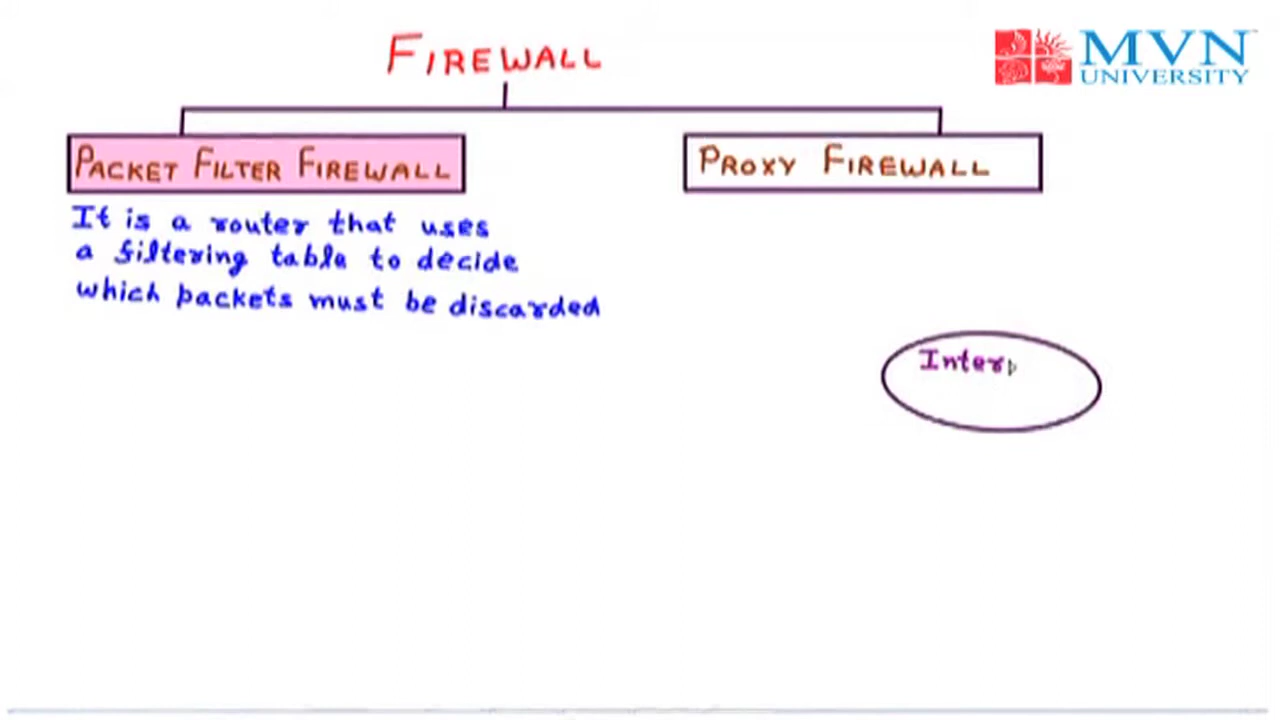 FIREWALL
MVN
UNIVERSITY
PACKET FILTER FIREWALL
PROXY FIREWALL
It is a router that uses
a filtering table to decide
which packets must be discarded
Inter